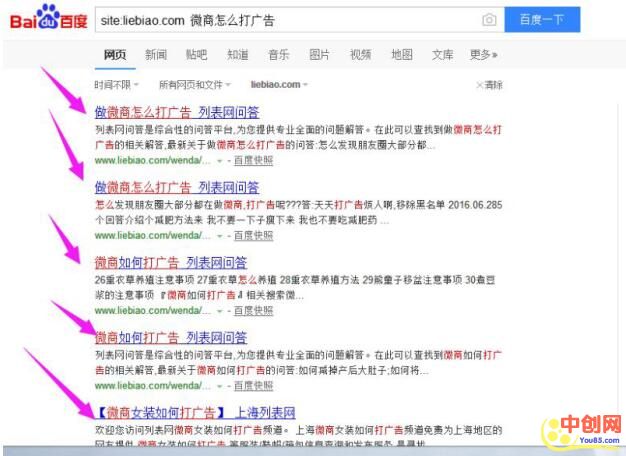 Bai du 百度
site:liebiao.com 微商怎么打广告
百度一下
网页 新闻 贴吧 知道 音乐 图片 视频 地图 文库 更多»
时间不限 所有网页和文件 liebiao.com ×清除
做微商怎么打广告 列表网问答
列表网问答是综合性的问答平台,为您提供专业全面的问题解答。在此可以查找到做微商怎么打
广告的相关解答,最新关于做微商怎么打广告的问答:怎么发现朋友圈大部分都...
www.liebiao.com/wenda/... - 百度快照
做微商怎么打广告 列表网问答
怎么发现朋友圈大部分都在做微商,打广告呢???答:天天打广告烦人啊,移除黑名单 2016.06.285
个回答介绍个减肥方法来 我不要一下子瘦下来 我也不要吃减肥药 ...
www.liebiao.com/wenda/... - 百度快照
微商如何打广告 列表网问答
26重衣草养殖注意事项 27重衣草怎么养殖 28重衣草养殖方法 29熊童子移盆注意事项 30煮豆
浆的注意事项 『微商如何打广告』相关搜索微...
www.liebiao.com/wenda/... - 百度快照
微商如何打广告 列表网问答
列表网问答是综合性的问答平台,为您提供专业全面的问题解答。在此可以查找到微商如何打广
告的相关解答,最新关于微商如何打广告的问答:如何减掉产后大肚子;如何将...
www.liebiao.com/wenda/... - 百度快照
【微商女装如何打广告】 上海列表网
欢迎您访问列表网微商女装如何打广告频道。 上海微商女装如何打广告频道免费为上海地区的
网友提供 微商女装如何打广告
中创网
You85.com